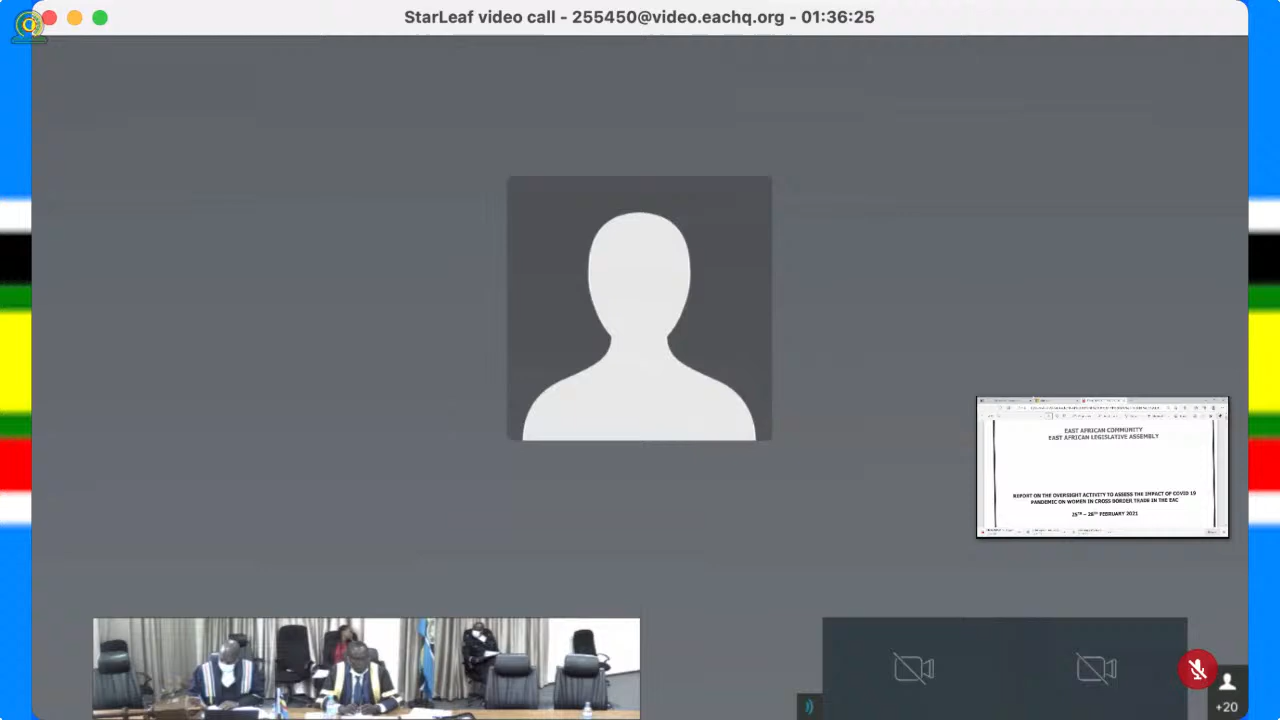 StarLeaf video call - 255450@video.eachq.org - 01:36:25
EAST AFRICAN COMMUNITY
EAST AFRICAN LEGISLATIVE ASSEMBLY
REPORT ON THE OVERSIGHT ACTIVITY TO ASSESS THE IMPACT OF COVID 19
PANDEMIC ON WOMEN IN CROSS BORDER TRADE IN THE EAC
25TH – 28TH FEBRUARY 2021
+20